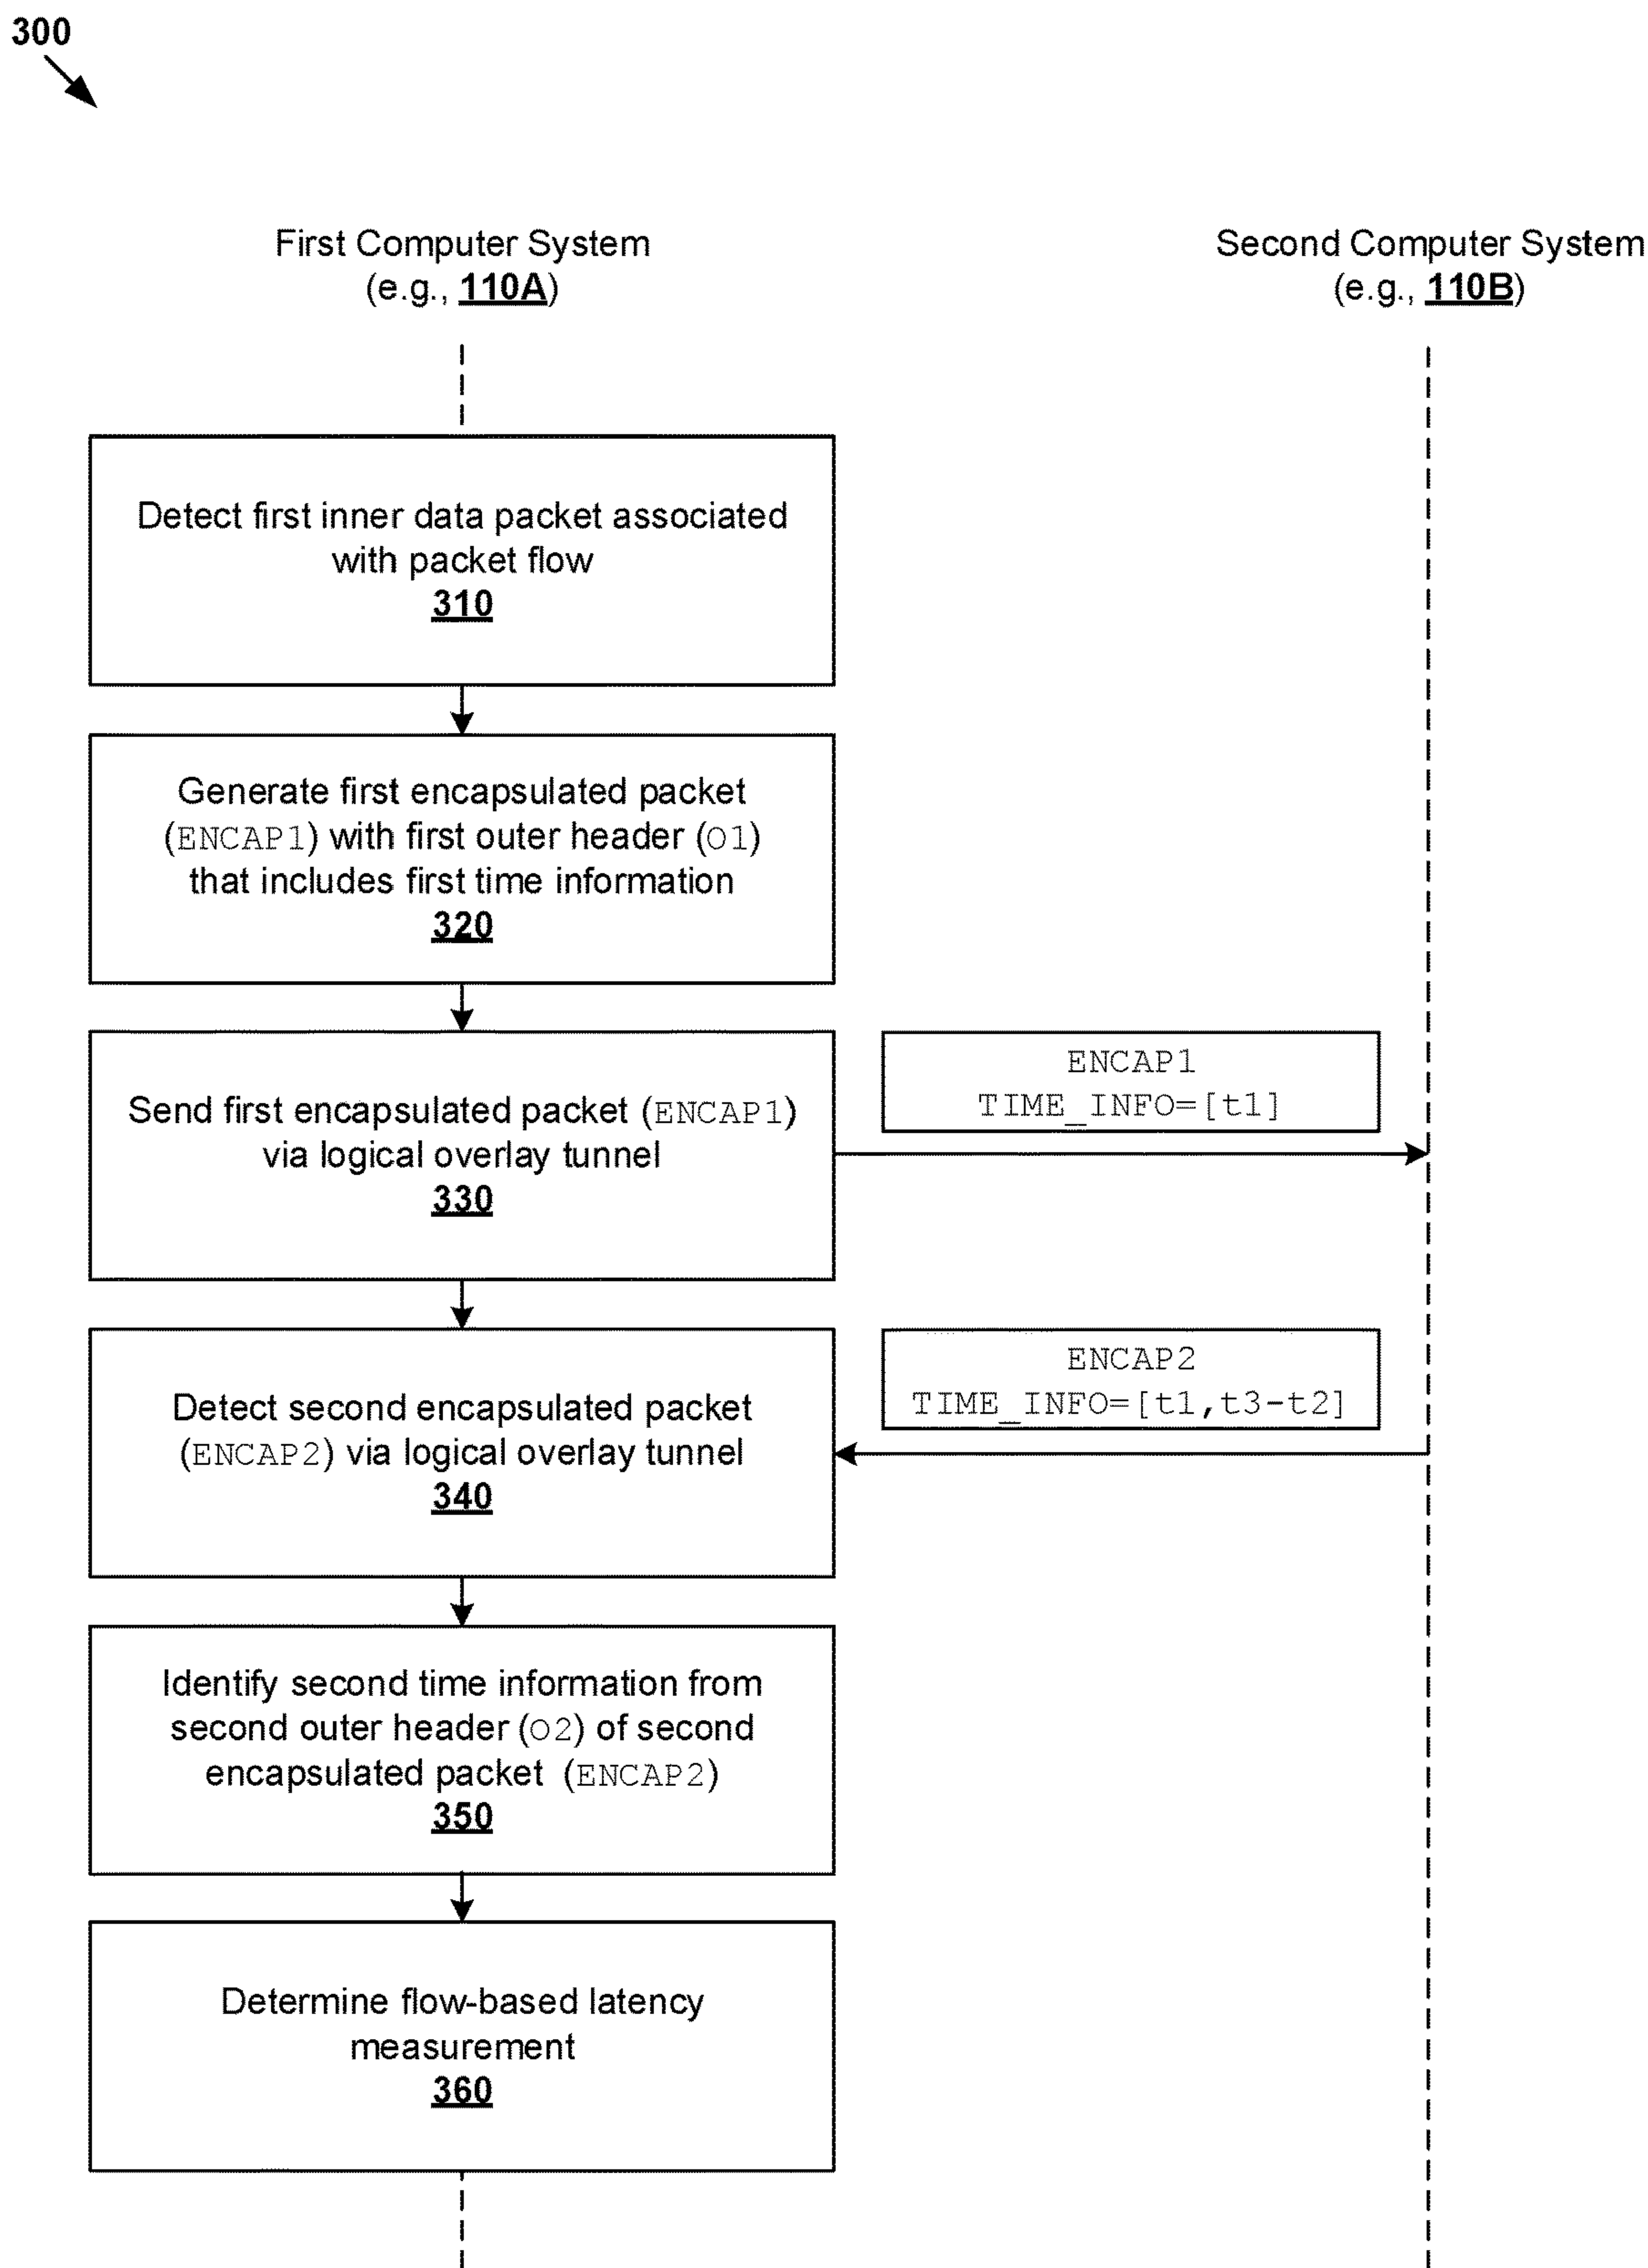 300
First Computer System
(e.g., 110A)
Second Computer System
(e.g., 110B)
Detect first inner data packet associated
with packet flow
310
Generate first encapsulated packet
(ENCAP1) with first outer header (O1)
that includes first time information
320
Send first encapsulated packet (ENCAP1)
via logical overlay tunnel
330
ENCAP1
TIME_INFO=[t1]
Detect second encapsulated packet
(ENCAP2) via logical overlay tunnel
340
ENCAP2
TIME_INFO=[t1,t3-t2]
Identify second time information from
second outer header (O2) of second
encapsulated packet (ENCAP2)
350
Determine flow-based latency
measurement
360